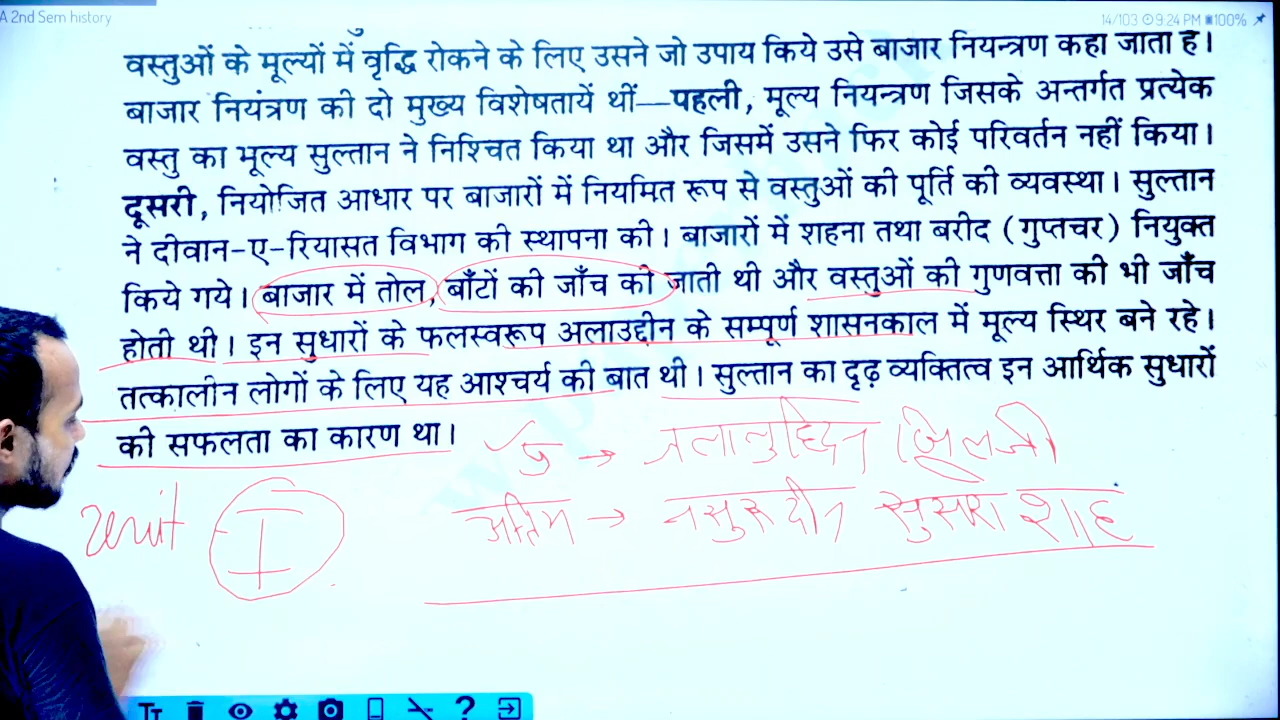 A 2nd Sem history
14/103 9:24 PM 100%
वस्तुओं के मूल्यों में वृद्धि रोकने के लिए उसने जो उपाय किये उसे बाजार नियन्त्रण कहा जाता है।
बाजार नियंत्रण की दो मुख्य विशेषतायें थीं—पहली, मूल्य नियन्त्रण जिसके अन्तर्गत प्रत्येक
वस्तु का मूल्य सुल्तान ने निश्चित किया था और जिसमें उसने फिर कोई परिवर्तन नहीं किया।
दूसरी, नियोजित आधार पर बाजारों में नियमित रूप से वस्तुओं की पूर्ति की व्यवस्था। सुल्तान
ने दीवान-ए-रियासत विभाग की स्थापना की। बाजारों में शहना तथा बरीद (गुप्तचर) नियुक्त
किये गये। बाजार में तोल, बाँटों की जाँच की जाती थी और वस्तुओं की गुणवत्ता की भी जाँच
होती थी। इन सुधारों के फलस्वरूप अलाउद्दीन के सम्पूर्ण शासनकाल में मूल्य स्थिर बने रहे।
तत्कालीन लोगों के लिए यह आश्चर्य की बात थी। सुल्तान का दृढ़ व्यक्तित्व इन आर्थिक सुधारों
की सफलता का कारण था।
→ जलालुद्दिन खिलजी
unit I
अंतिम → नसुरूदीन खुसरो शाह
Tт
?